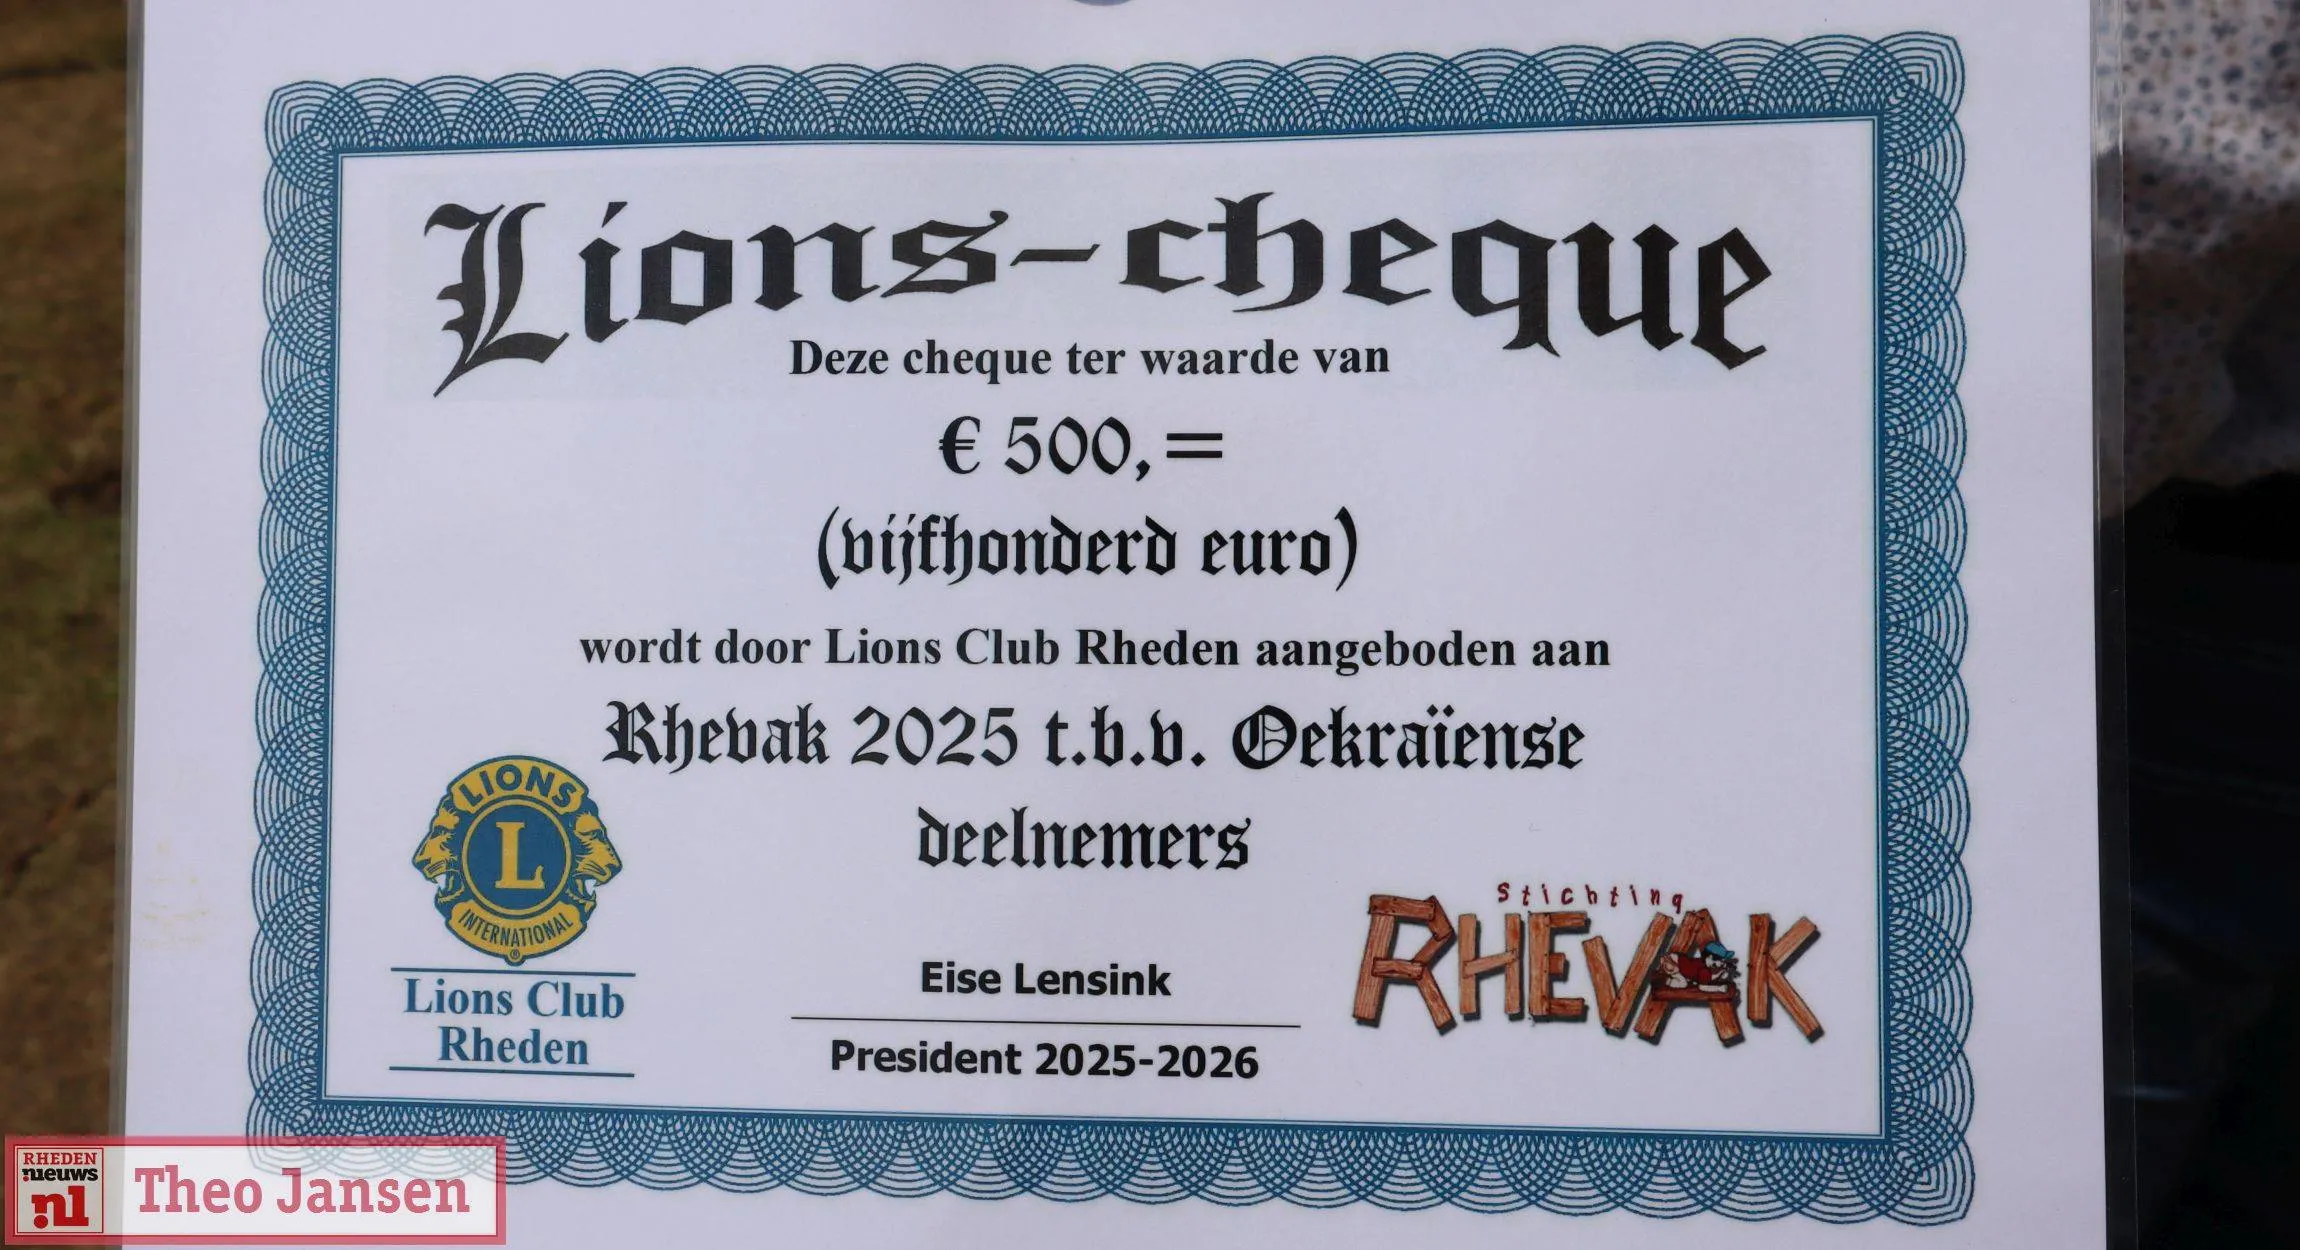 Lions-cheque
Deze cheque ter waarde van
€ 500,=
(vijfhonderd euro)
wordt door Lions Club Rheden aangeboden aan
Rhevak 2025 t.b.v. Oekraïense
deelnemers
LIONS
L
INTERNATIONAL
®
Lions Club
Rheden
Eise Lensink
President 2025-2026
Stichting
RHEVAK
RHEDEN
nieuws
.nl
Theo Jansen